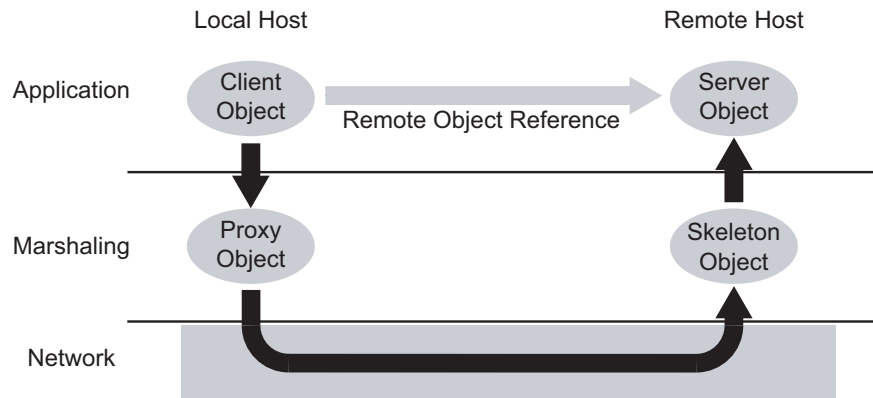 Local Host
Remote Host
Application
Client
Object
Remote Object Reference
Server
Object
Marshaling
Proxy
Object
Skeleton
Object
Network